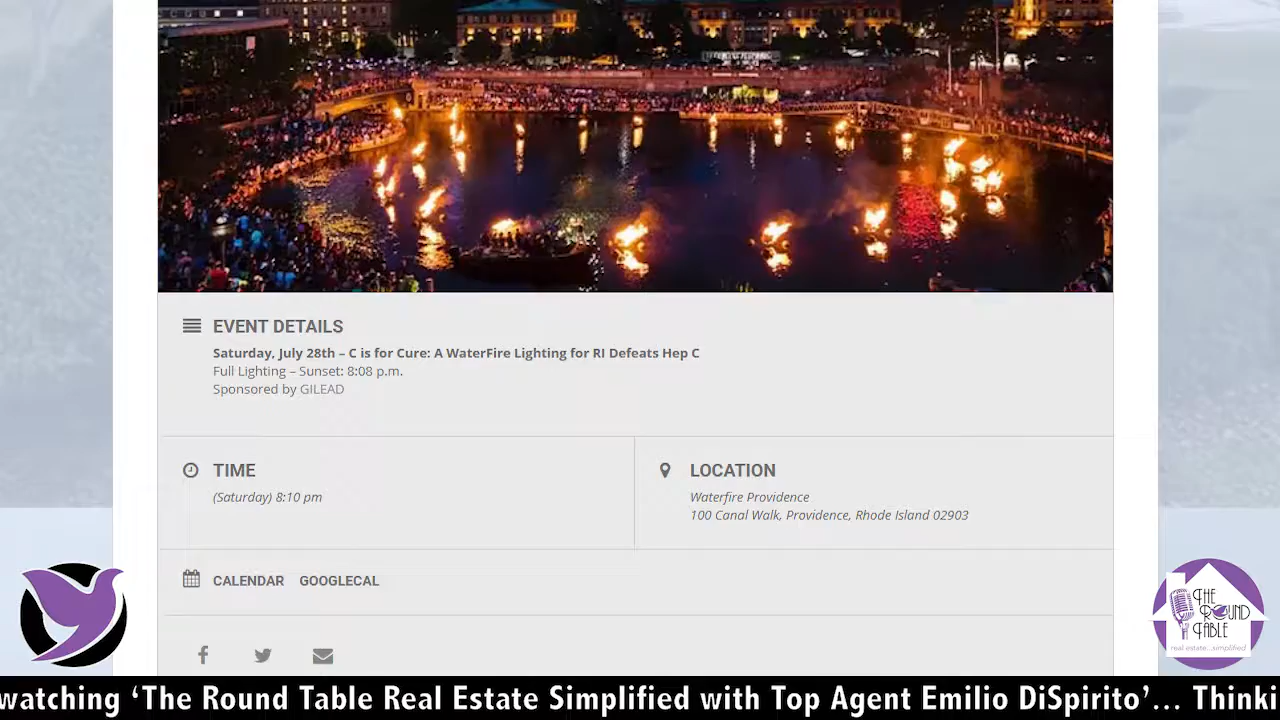 EVENT DETAILS
Saturday, July 28th – C is for Cure: A WaterFire Lighting for RI Defeats Hep C
Full Lighting – Sunset: 8:08 p.m.
Sponsored by GILEAD
TIME
(Saturday) 8:10 pm
LOCATION
Waterfire Providence
100 Canal Walk, Providence, Rhode Island 02903
CALENDAR GOOGLECAL
THE
ROUND
TABLE
real estate...simplified
watching ‘The Round Table Real Estate Simplified with Top Agent Emilio DiSpirito’... Thinki